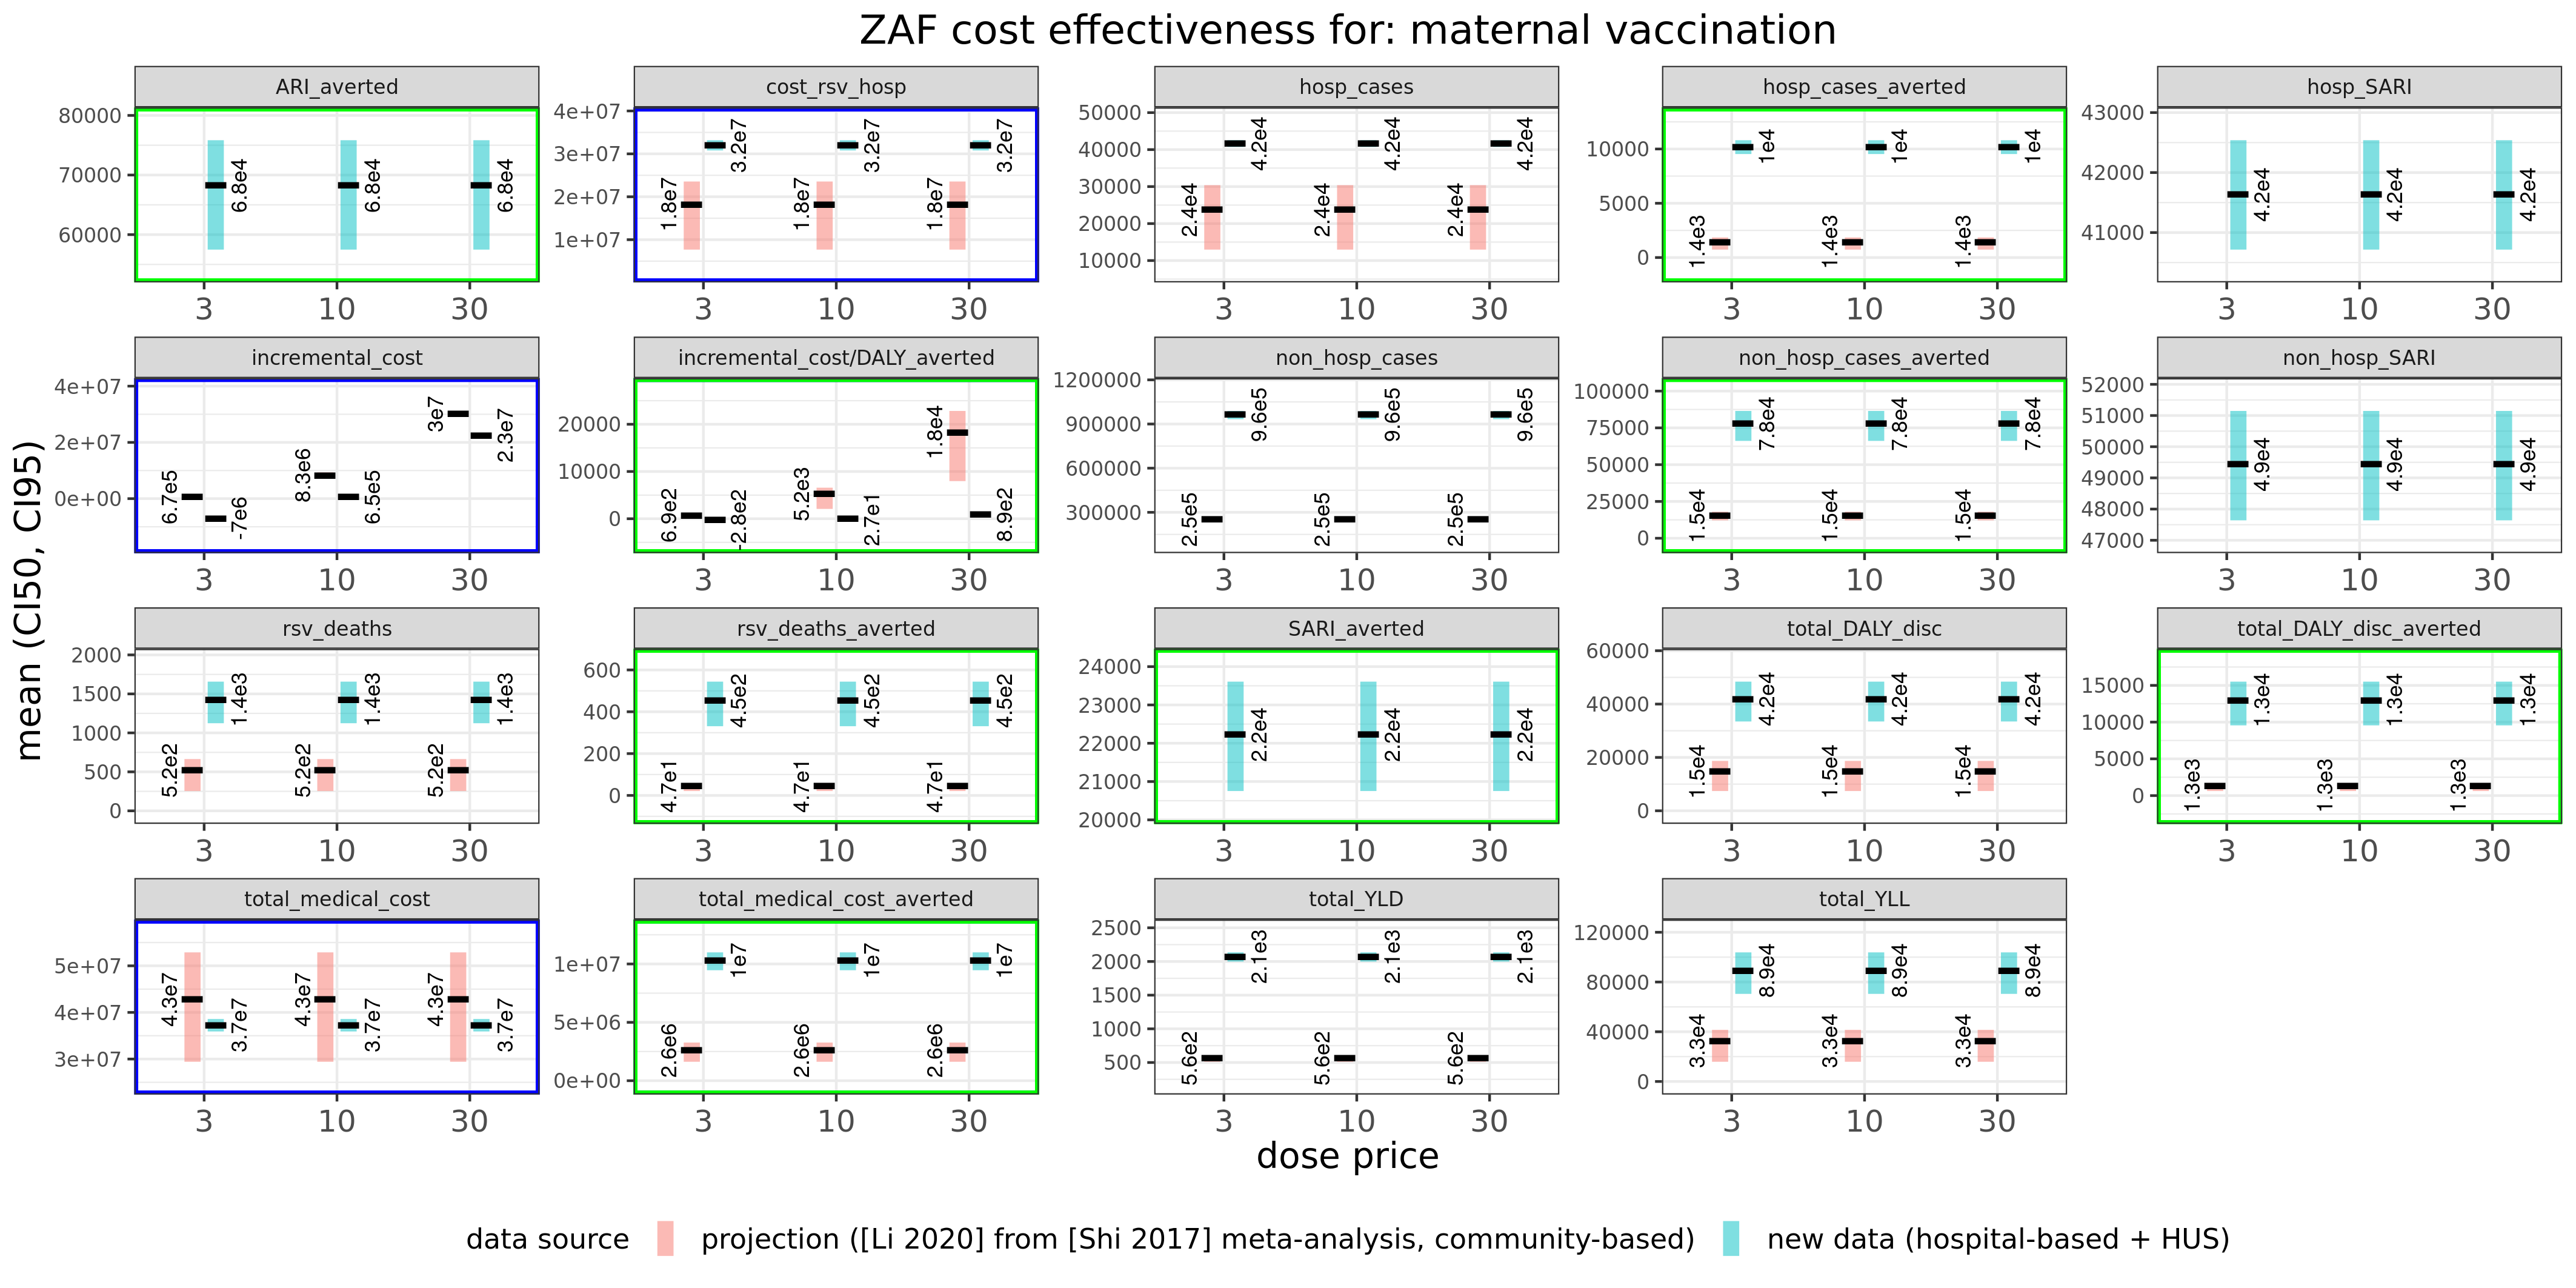 ZAF cost effectiveness for: maternal vaccination
mean (CI50, CI95)
ARI_averted
80000
70000
60000
6.8e4 6.8e4 6.8e4
3 10 30
cost_rsv_hosp
4e+07
3e+07
2e+07
1e+07
3.2e7 3.2e7 3.2e7
1.8e7 1.8e7 1.8e7
3 10 30
hosp_cases
50000
40000
30000
20000
10000
4.2e4 4.2e4 4.2e4
2.4e4 2.4e4 2.4e4
3 10 30
hosp_cases_averted
10000
5000
0
1e4 1e4 1e4
1.4e3 1.4e3 1.4e3
3 10 30
hosp_SARI
43000
42000
41000
4.2e4 4.2e4 4.2e4
3 10 30
incremental_cost
4e+07
2e+07
0e+00
6.7e5 -7e6 8.3e6 6.5e5 3e7 2.3e7
3 10 30
incremental_cost/DALY_averted
20000
10000
0
6.9e2 -2.8e2 5.2e3 2.7e1 1.8e4 8.9e2
3 10 30
non_hosp_cases
1200000
900000
600000
300000
9.6e5 9.6e5 9.6e5
2.5e5 2.5e5 2.5e5
3 10 30
non_hosp_cases_averted
100000
75000
50000
25000
0
7.8e4 7.8e4 7.8e4
1.5e4 1.5e4 1.5e4
3 10 30
non_hosp_SARI
52000
51000
50000
49000
48000
47000
4.9e4 4.9e4 4.9e4
3 10 30
rsv_deaths
2000
1500
1000
500
0
1.4e3 1.4e3 1.4e3
5.2e2 5.2e2 5.2e2
3 10 30
rsv_deaths_averted
600
400
200
0
4.5e2 4.5e2 4.5e2
4.7e1 4.7e1 4.7e1
3 10 30
SARI_averted
24000
23000
22000
21000
20000
2.2e4 2.2e4 2.2e4
3 10 30
total_DALY_disc
60000
40000
20000
0
4.2e4 4.2e4 4.2e4
1.5e4 1.5e4 1.5e4
3 10 30
total_DALY_disc_averted
15000
10000
5000
0
1.3e4 1.3e4 1.3e4
1.3e3 1.3e3 1.3e3
3 10 30
total_medical_cost
5e+07
4e+07
3e+07
4.3e7 3.7e7 4.3e7 3.7e7 4.3e7 3.7e7
3 10 30
total_medical_cost_averted
1e+07
5e+06
0e+00
1e7 1e7 1e7
2.6e6 2.6e6 2.6e6
3 10 30
total_YLD
2500
2000
1500
1000
500
2.1e3 2.1e3 2.1e3
5.6e2 5.6e2 5.6e2
3 10 30
total_YLL
120000
80000
40000
0
8.9e4 8.9e4 8.9e4
3.3e4 3.3e4 3.3e4
3 10 30
dose price
data source projection ([Li 2020] from [Shi 2017] meta-analysis, community-based) new data (hospital-based + HUS)